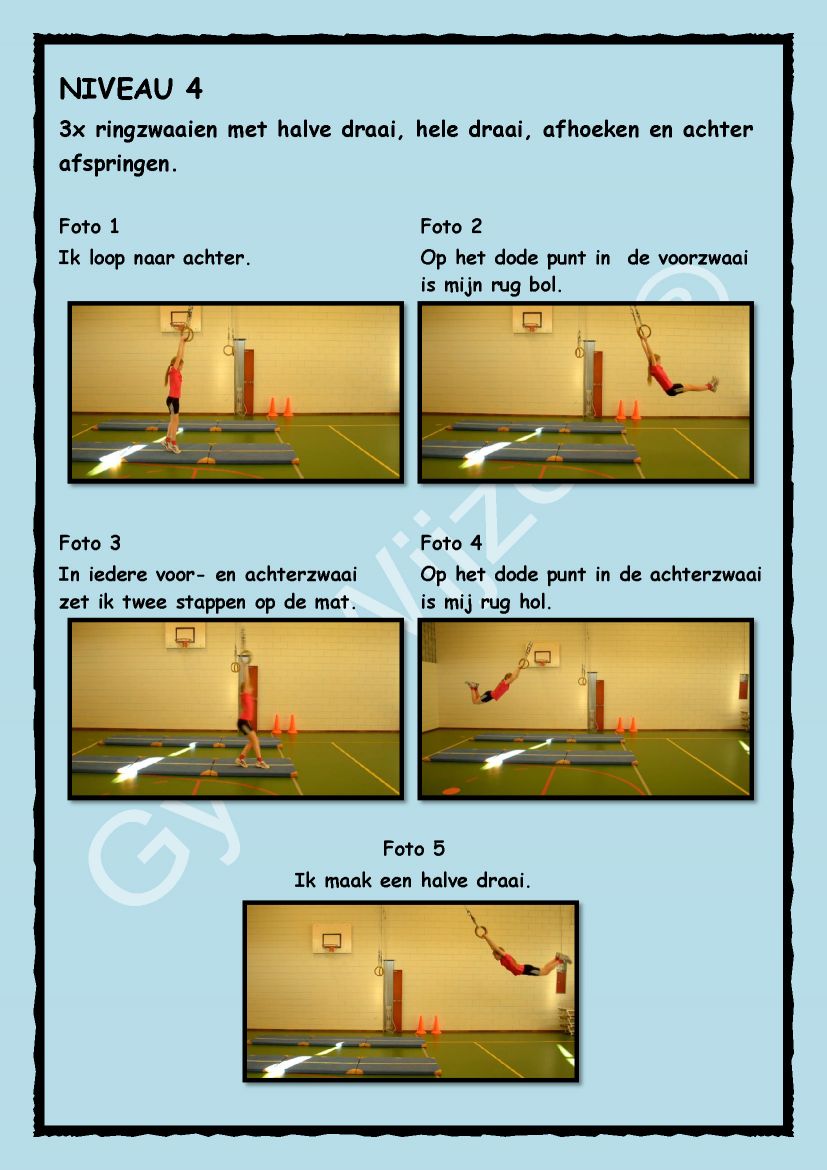 NIVEAU 4
3x ringzwaaien met halve draai, hele draai, afhoeken en achter
afspringen.
Foto 1
Ik loop naar achter.
Foto 2
Op het dode punt in de voorzwaai
is mijn rug bol.
Foto 3
In iedere voor- en achterzwaai
zet ik twee stappen op de mat.
Foto 4
Op het dode punt in de achterzwaai
is mij rug hol.
Foto 5
Ik maak een halve draai.